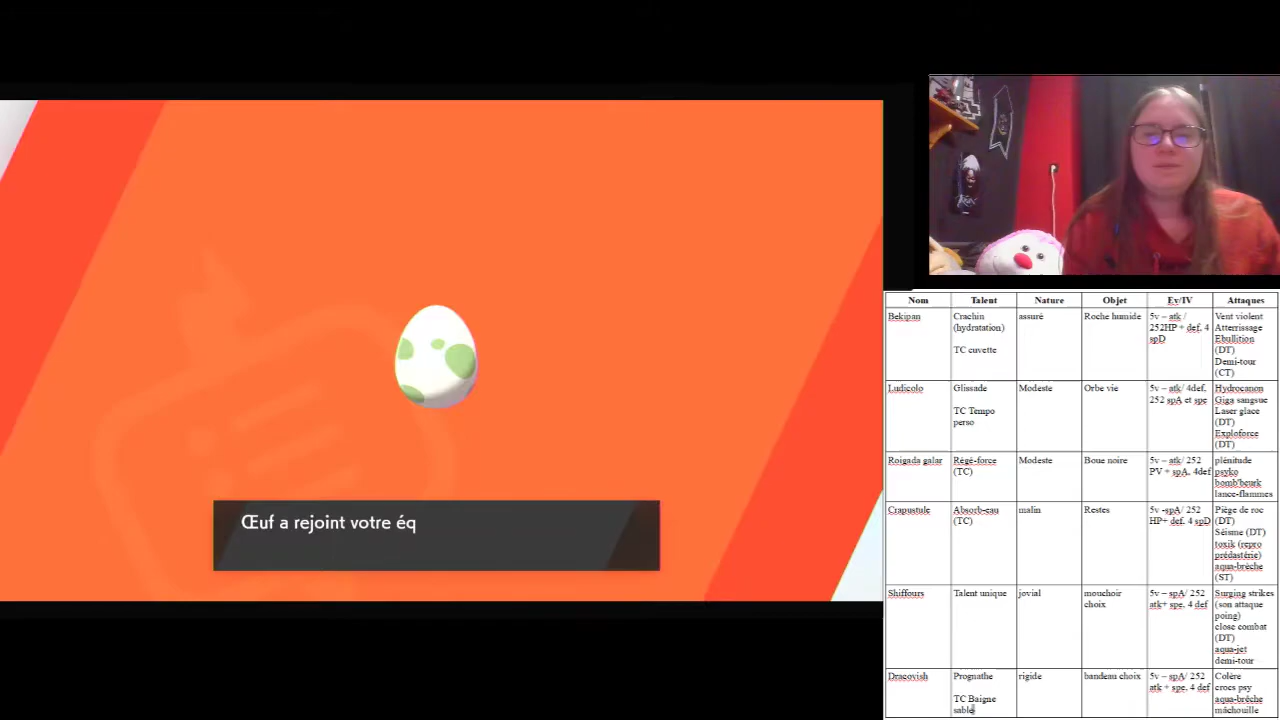 Œuf a rejoint votre éq
Nom Talent Nature Objet Ev/IV Attaques
Bekipan Crachin assuré Roche humide 5v – atk / Vent violent
(hydratation) 252HP + def. 4 Atterrissage
spD Ebullition
TC cuvette (DT)
Demi-tour
(CT)
Ludicolo Glissade Modeste Orbe vie 5v – atk/ 4def, Hydrocanon
252 spA et spe Giga sangsue
TC Tempo Laser glace
perso (DT)
Exploforce
(DT)
Roigada galar Régé-force Modeste Boue noire 5v – atk/ 252 plénitude
(TC) PV + spA, 4def psyko
bomb'beurk
lance-flammes
Crapustule Absorb-eau malin Restes 5v -spA/ 252 Piège de roc
(TC) HP+ def. 4 spD (DT)
Séisme (DT)
toxik (repro
prédastérie)
aqua-brèche
(ST)
Shiffours Talent unique jovial mouchoir 5v – spA/ 252 Surging strikes
choix atk+ spe, 4 def (son attaque
poing)
close combat
(DT)
aqua-jet
demi-tour
Dracovish Prognathe rigide bandeau choix 5v – spA/ 252 Colère
atk + spe, 4 def crocs psy
TC Baigne aqua-brêche
sable mâchouille